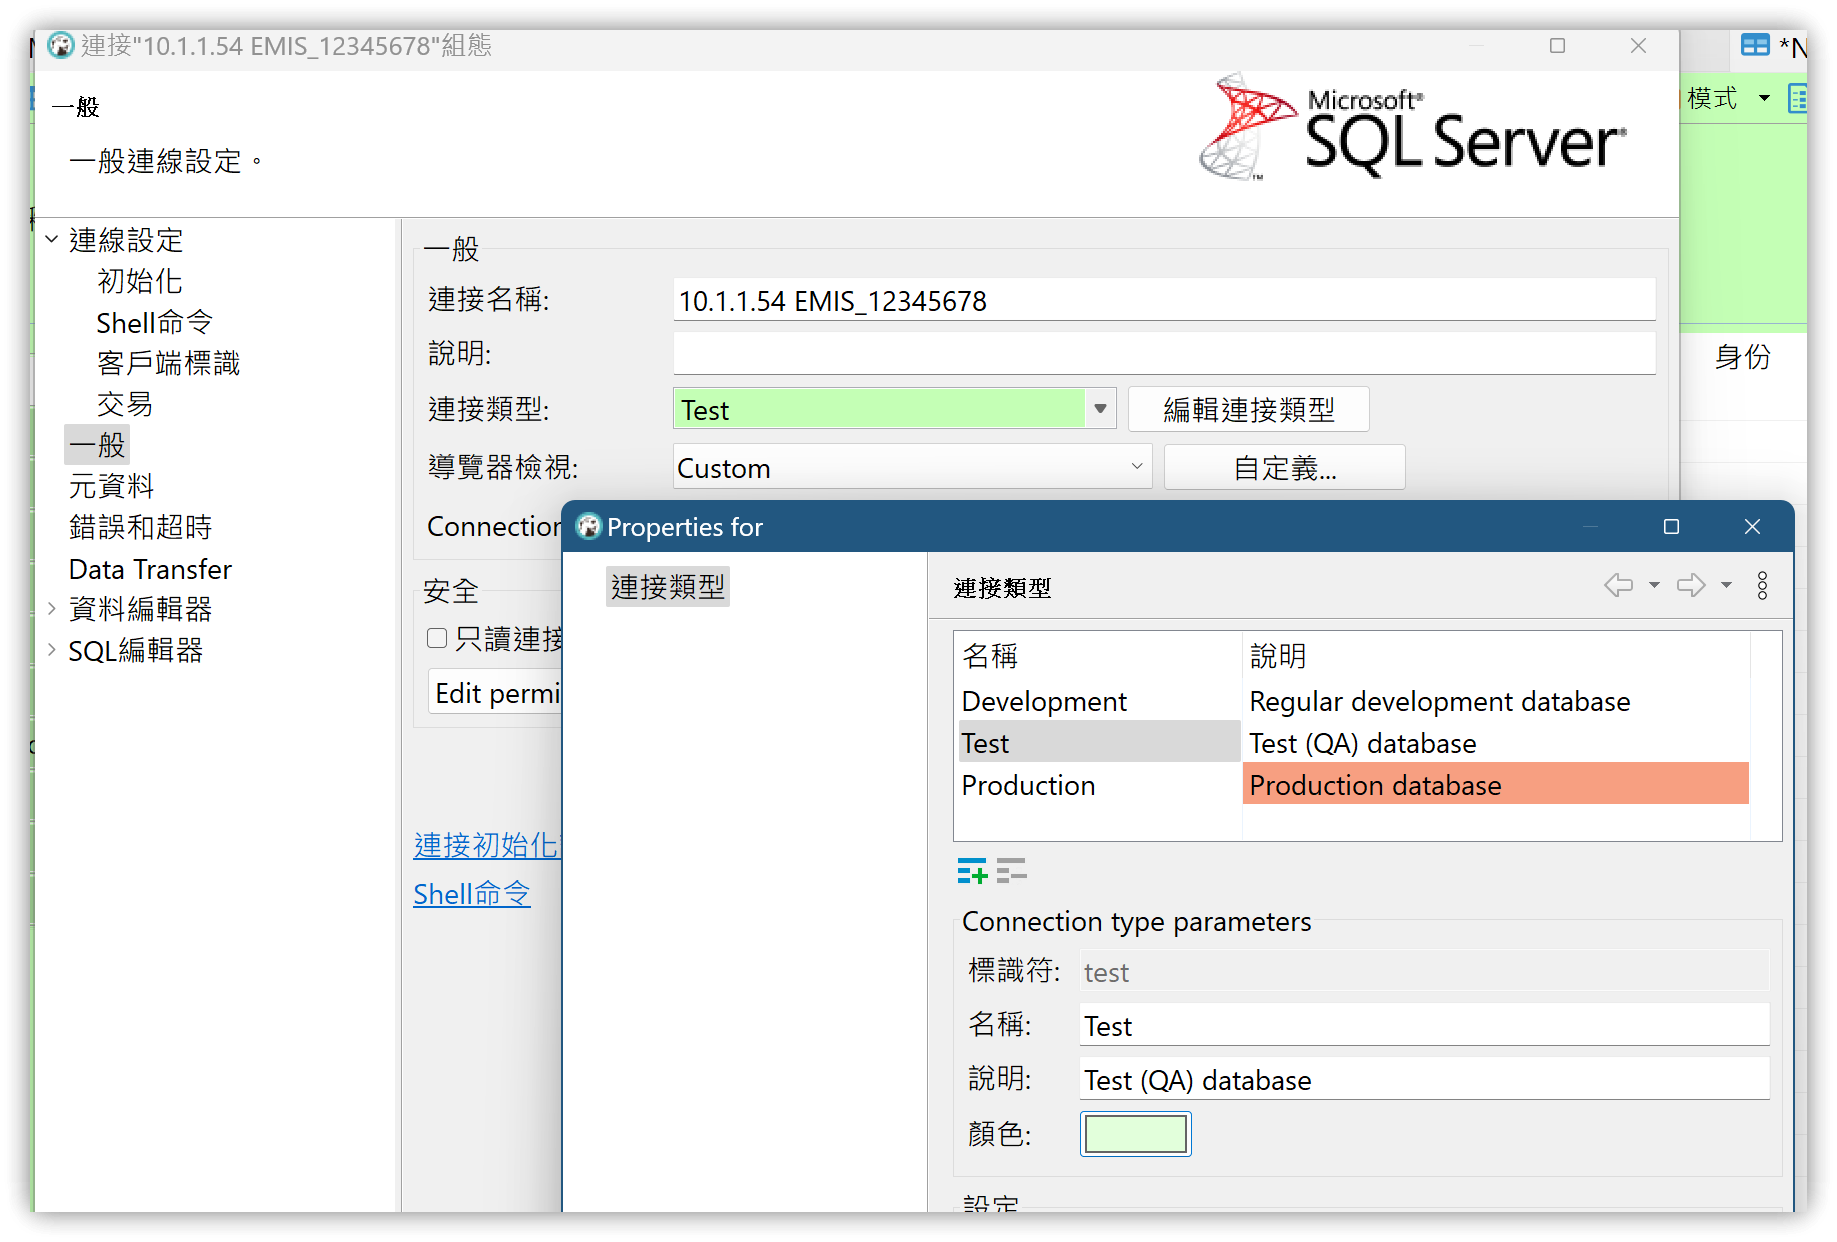 連接"10.1.1.54 EMIS_12345678"組態
*N
一般
一般連線設定。
Microsoft®
SQL Server®
模式
連線設定
初始化
Shell命令
客戶端標識
交易
一般
元資料
錯誤和超時
Data Transfer
資料編輯器
SQL編輯器
一般
連接名稱: 10.1.1.54 EMIS_12345678
說明:
連接類型: Test 編輯連接類型
導覽器檢視: Custom 自定義...
Connection
安全
只讀連接
Edit permi
連接初始化
Shell命令
身份
Properties for
連接類型
連接類型
名稱 說明
Development Regular development database
Test Test (QA) database
Production Production database
Connection type parameters
標識符: test
名稱: Test
說明: Test (QA) database
顏色:
設定